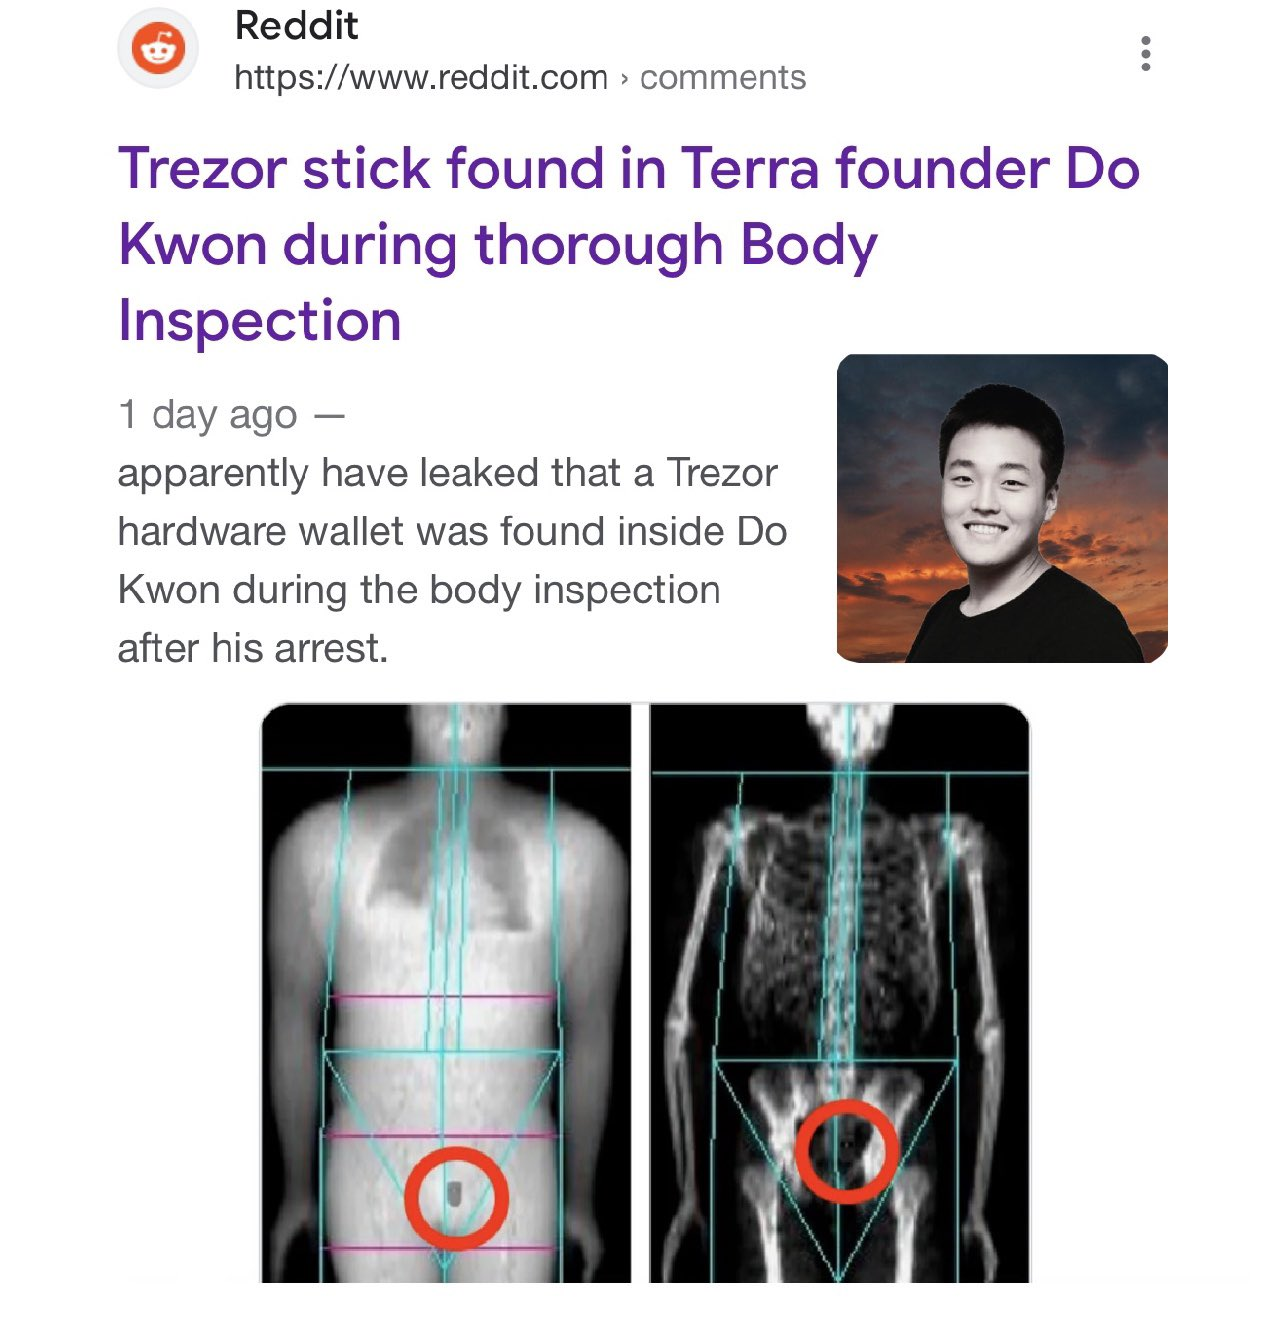 Reddit
https://www.reddit.com › comments
Trezor stick found in Terra founder Do
Kwon during thorough Body
Inspection
1 day ago —
apparently have leaked that a Trezor
hardware wallet was found inside Do
Kwon during the body inspection
after his arrest.